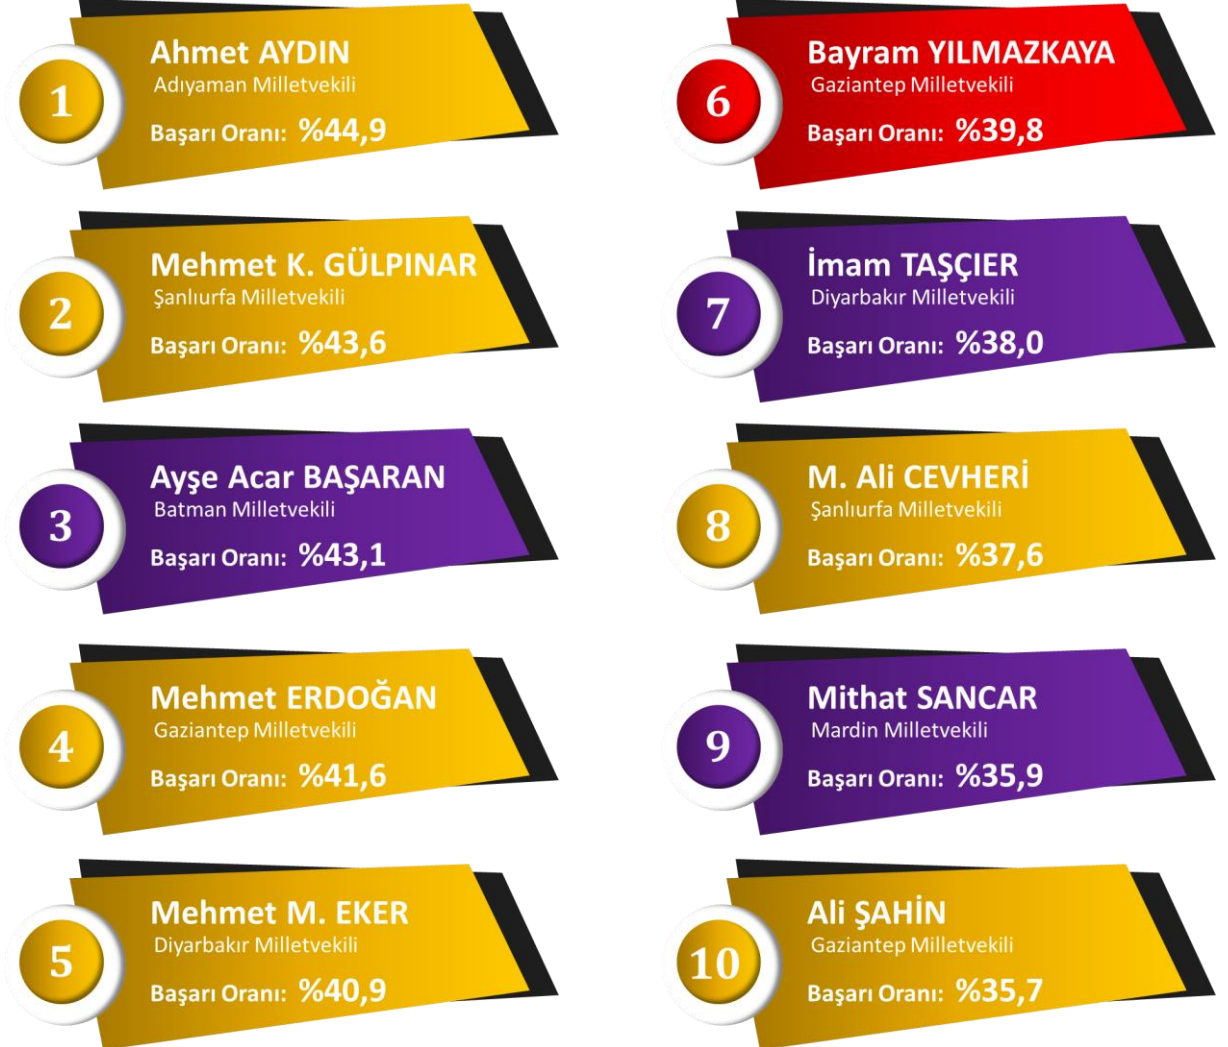 1
Ahmet AYDIN
Adıyaman Milletvekili
Başarı Oranı: %44,9
2
Mehmet K. GÜLPINAR
Şanlıurfa Milletvekili
Başarı Oranı: %43,6
3
Ayşe Acar BAŞARAN
Batman Milletvekili
Başarı Oranı: %43,1
4
Mehmet ERDOĞAN
Gaziantep Milletvekili
Başarı Oranı: %41,6
5
Mehmet M. EKER
Diyarbakır Milletvekili
Başarı Oranı: %40,9
6
Bayram YILMAZKAYA
Gaziantep Milletvekili
Başarı Oranı: %39,8
7
İmam TAŞÇIER
Diyarbakır Milletvekili
Başarı Oranı: %38,0
8
M. Ali CEVHERİ
Şanlıurfa Milletvekili
Başarı Oranı: %37,6
9
Mithat SANCAR
Mardin Milletvekili
Başarı Oranı: %35,9
10
Ali ŞAHİN
Gaziantep Milletvekili
Başarı Oranı: %35,7